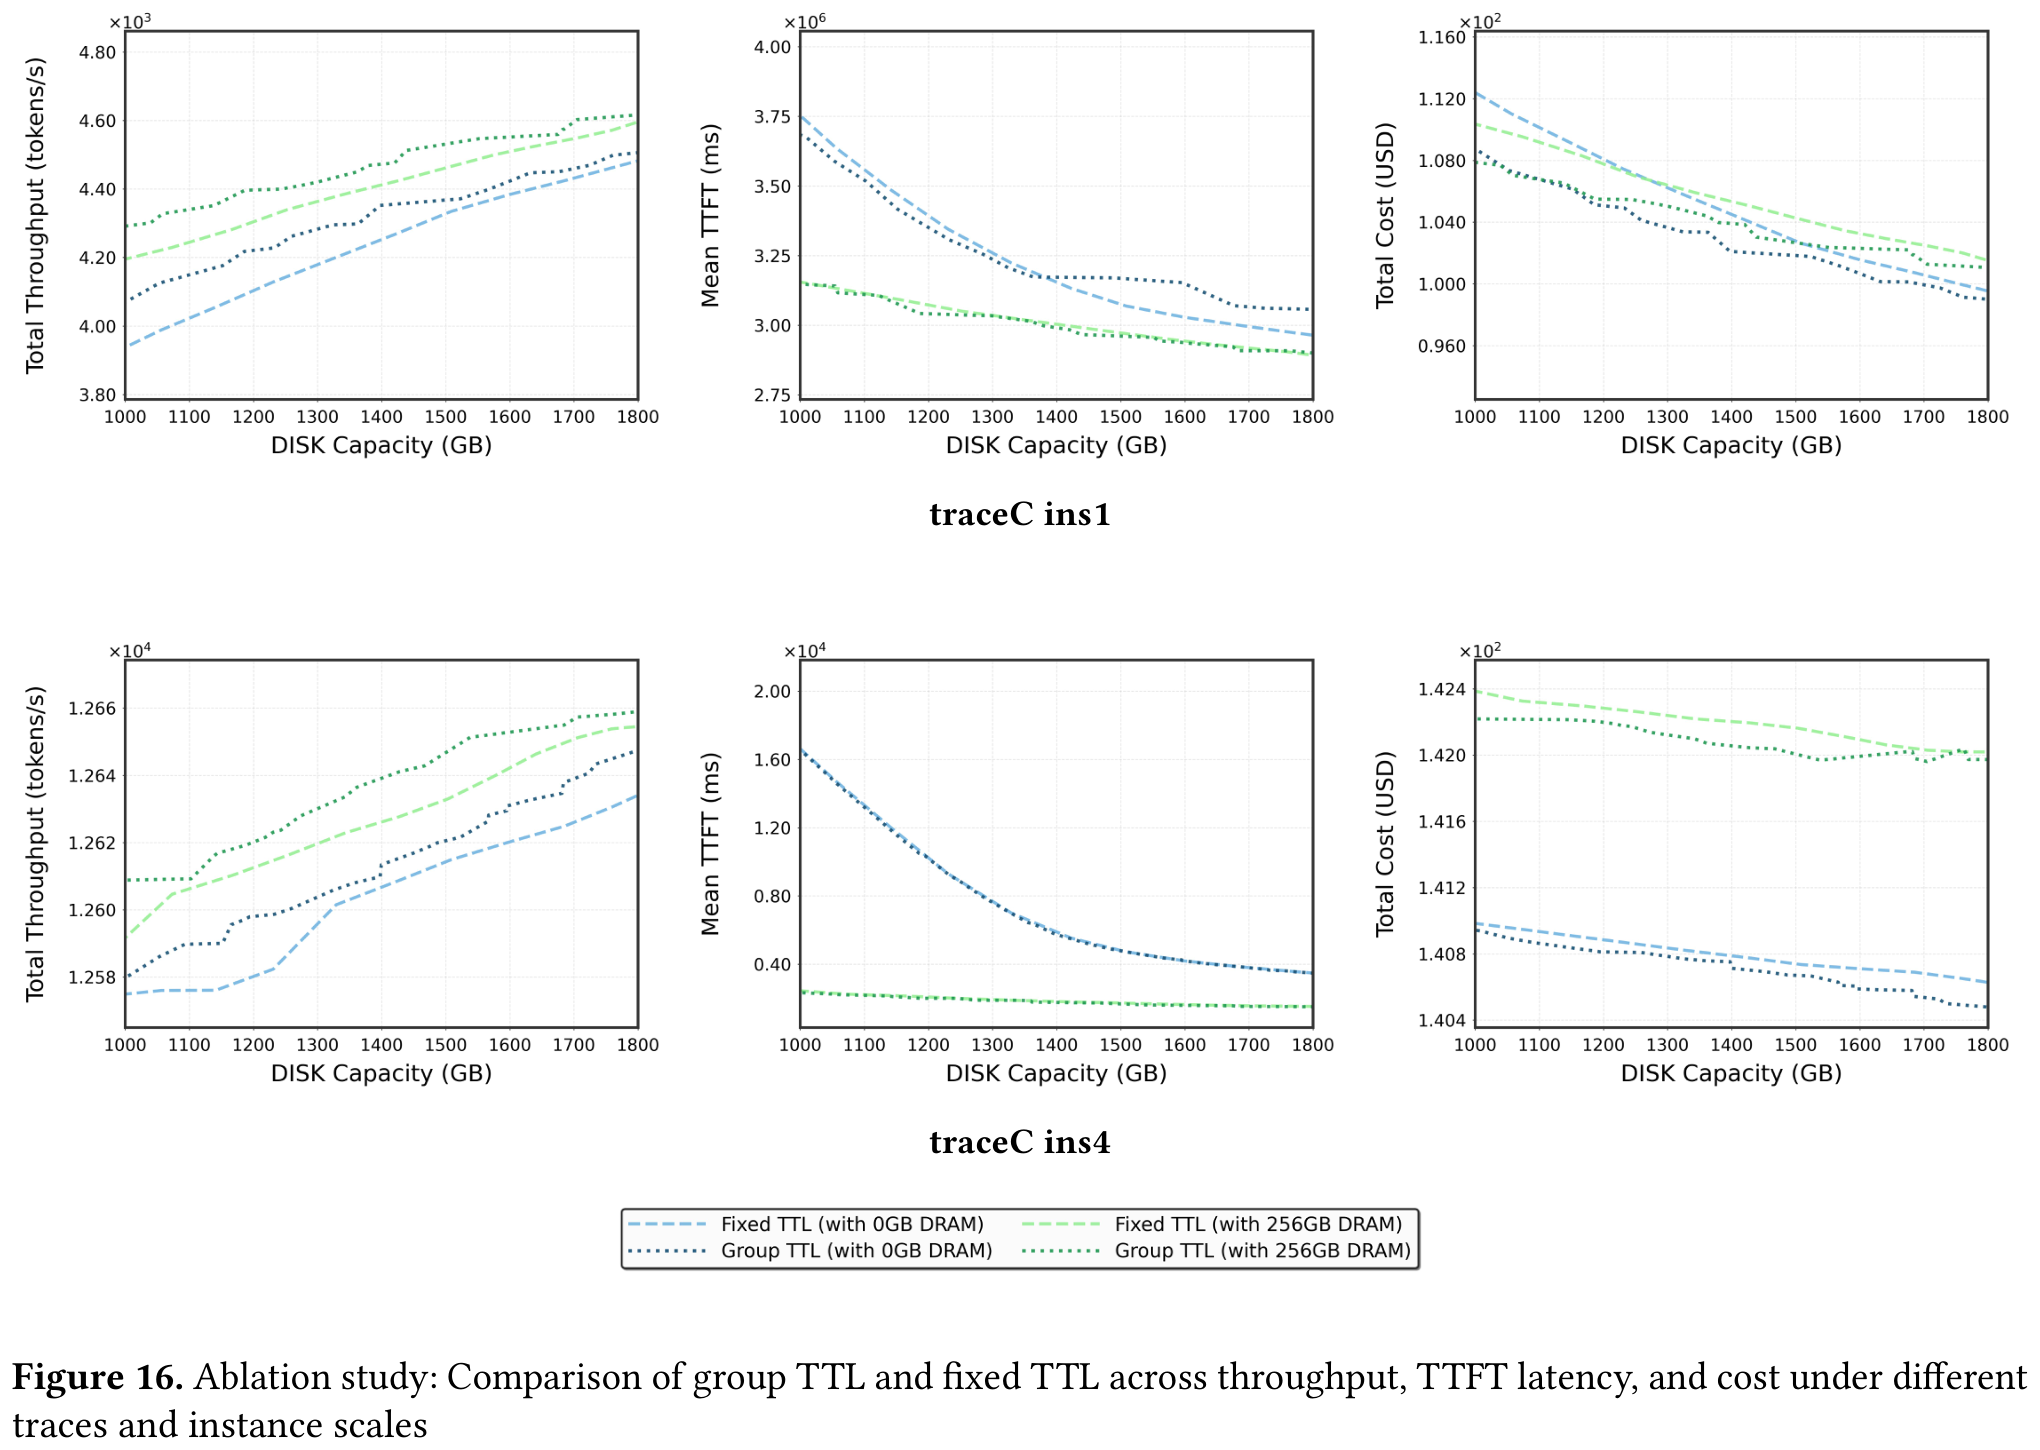 ×10³
Total Throughput (tokens/s)
4.80
4.60
4.40
4.20
4.00
3.80
1000 1100 1200 1300 1400 1500 1600 1700 1800
DISK Capacity (GB)
×10⁶
Mean TTFT (ms)
4.00
3.75
3.50
3.25
3.00
2.75
1000 1100 1200 1300 1400 1500 1600 1700 1800
DISK Capacity (GB)
×10²
Total Cost (USD)
1.160
1.120
1.080
1.040
1.000
0.960
1000 1100 1200 1300 1400 1500 1600 1700 1800
DISK Capacity (GB)
traceC ins1
×10⁴
Total Throughput (tokens/s)
1.266
1.264
1.262
1.260
1.258
1000 1100 1200 1300 1400 1500 1600 1700 1800
DISK Capacity (GB)
×10⁴
Mean TTFT (ms)
2.00
1.60
1.20
0.80
0.40
1000 1100 1200 1300 1400 1500 1600 1700 1800
DISK Capacity (GB)
×10²
Total Cost (USD)
1.424
1.420
1.416
1.412
1.408
1.404
1000 1100 1200 1300 1400 1500 1600 1700 1800
DISK Capacity (GB)
traceC ins4
Fixed TTL (with 0GB DRAM) Fixed TTL (with 256GB DRAM)
Group TTL (with 0GB DRAM) Group TTL (with 256GB DRAM)
Figure 16. Ablation study: Comparison of group TTL and fixed TTL across throughput, TTFT latency, and cost under different
traces and instance scales